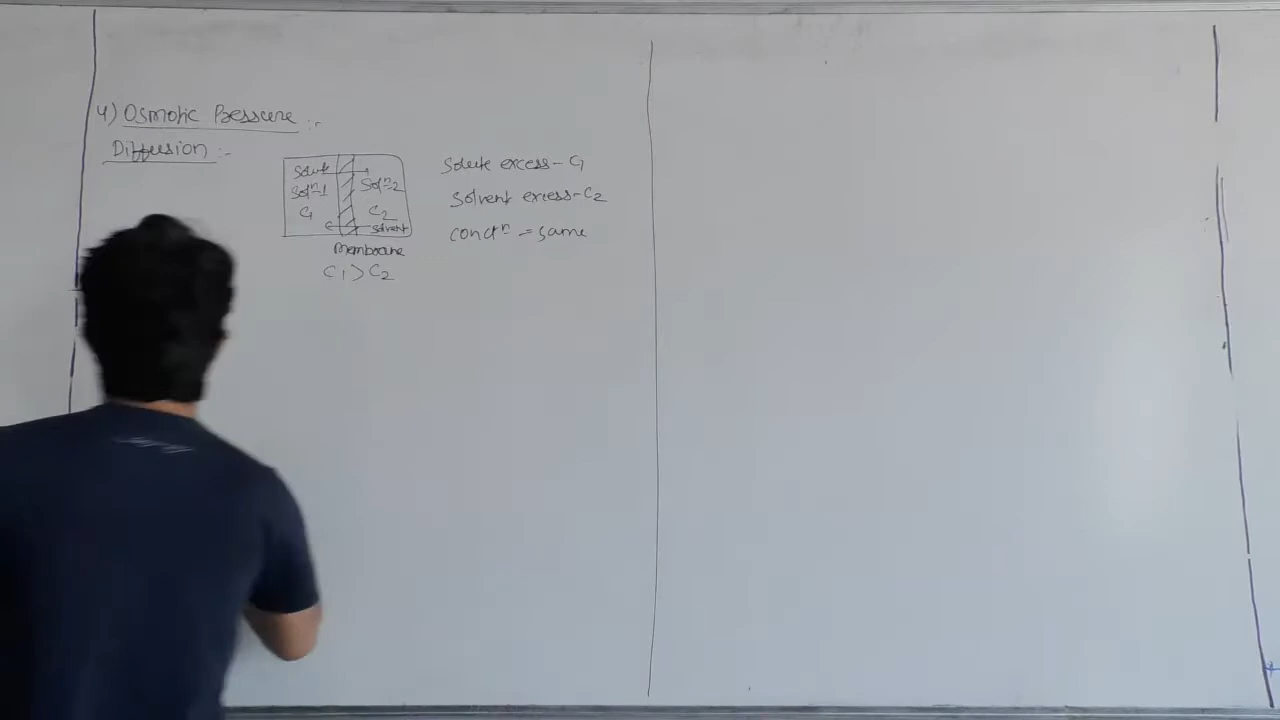 4) Osmotic Pressure :-
Diffusion :-
Solute
Solⁿ-1
Solⁿ-2
C₁
C₂
Solvent
membrane
C₁ > C₂
Solute excess - C₁
Solvent excess - C₂
conctⁿ = same